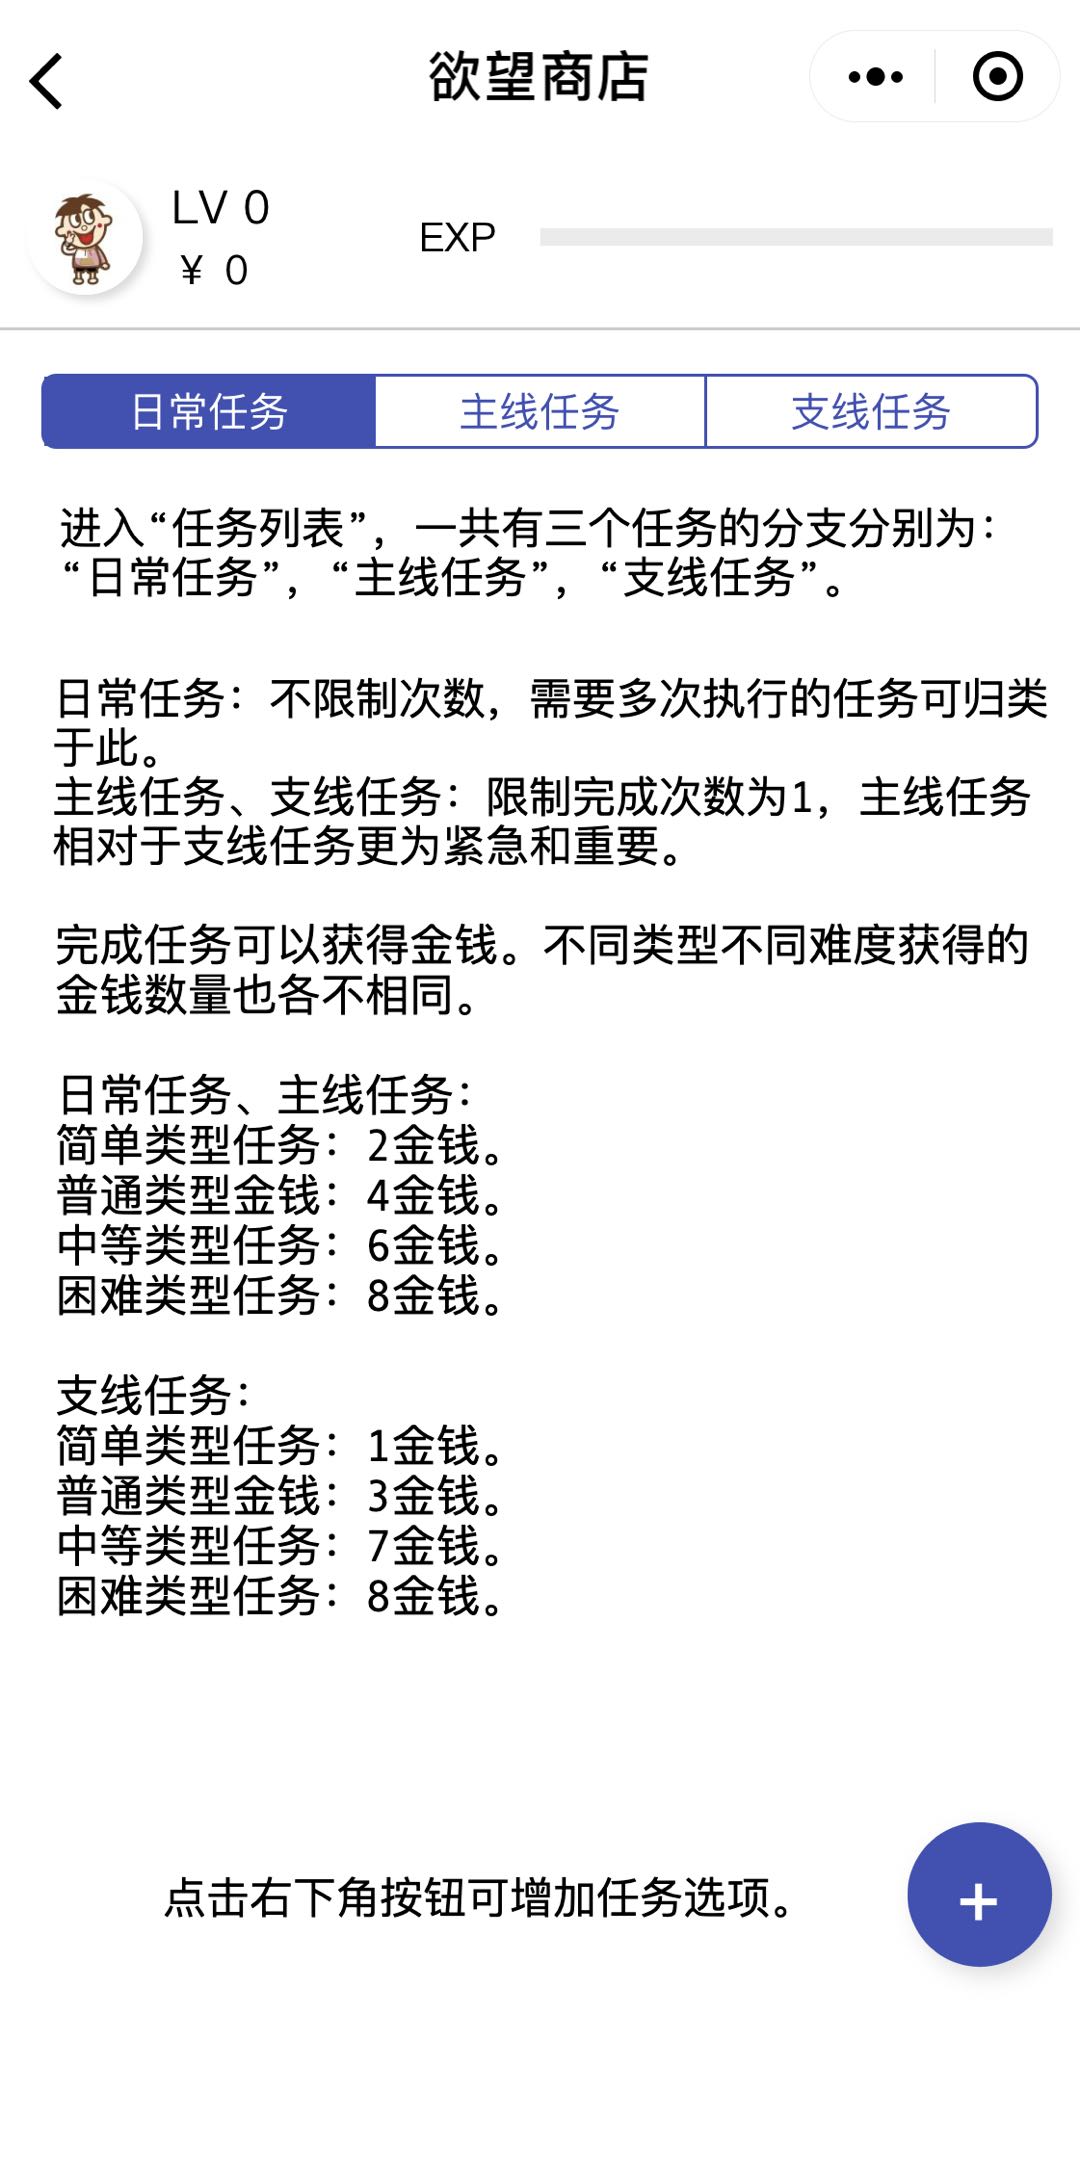 欲望商店
LV 0
¥ 0
EXP
日常任务 主线任务 支线任务
进入“任务列表”，一共有三个任务的分支分别为：
“日常任务”，“主线任务”，“支线任务”。
日常任务：不限制次数，需要多次执行的任务可归类
于此。
主线任务、支线任务：限制完成次数为1，主线任务
相对于支线任务更为紧急和重要。
完成任务可以获得金钱。不同类型不同难度获得的
金钱数量也各不相同。
日常任务、主线任务：
简单类型任务：2金钱。
普通类型金钱：4金钱。
中等类型任务：6金钱。
困难类型任务：8金钱。
支线任务：
简单类型任务：1金钱。
普通类型金钱：3金钱。
中等类型任务：7金钱。
困难类型任务：8金钱。
点击右下角按钮可增加任务选项。
+